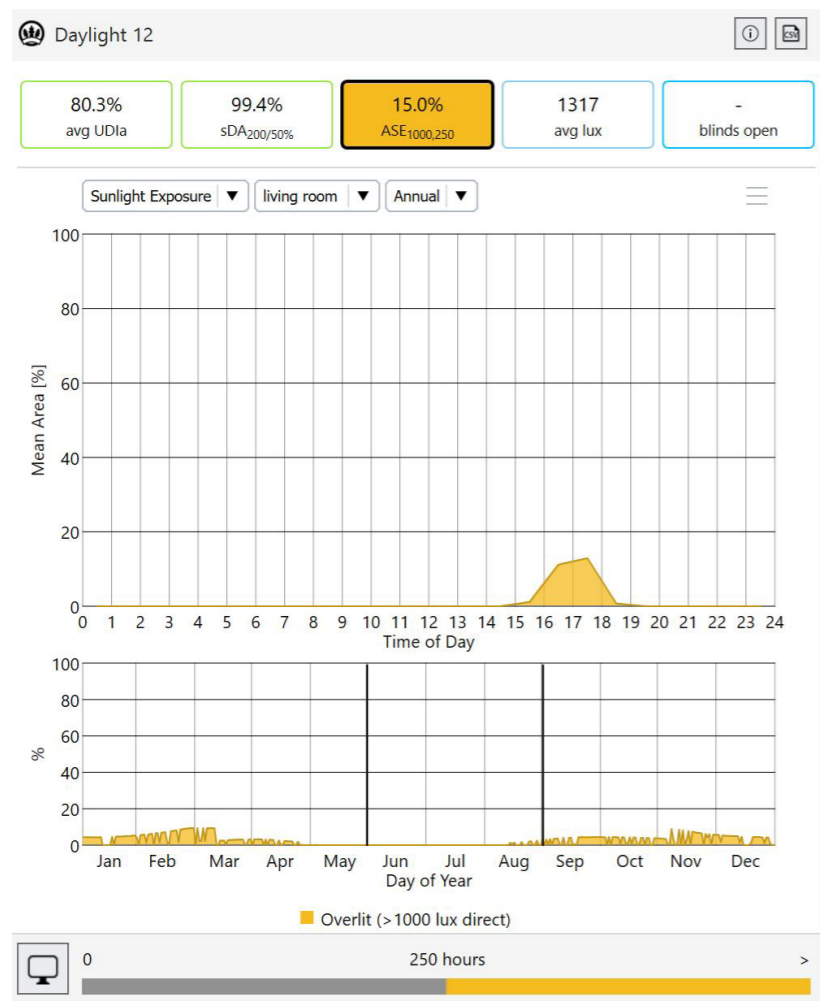 Daylight 12
CSV
80.3% 99.4% 15.0% 1317 -
avg UDIa sDA200/50% ASE1000,250 avg lux blinds open
Sunlight Exposure ▼ living room ▼ Annual ▼
100
80
60
40
20
0
Mean Area [%]
0 1 2 3 4 5 6 7 8 9 10 11 12 13 14 15 16 17 18 19 20 21 22 23 24
Time of Day
100
80
60
40
20
0
%
Jan Feb Mar Apr May Jun Jul Aug Sep Oct Nov Dec
Day of Year
Overlit (>1000 lux direct)
0 250 hours >